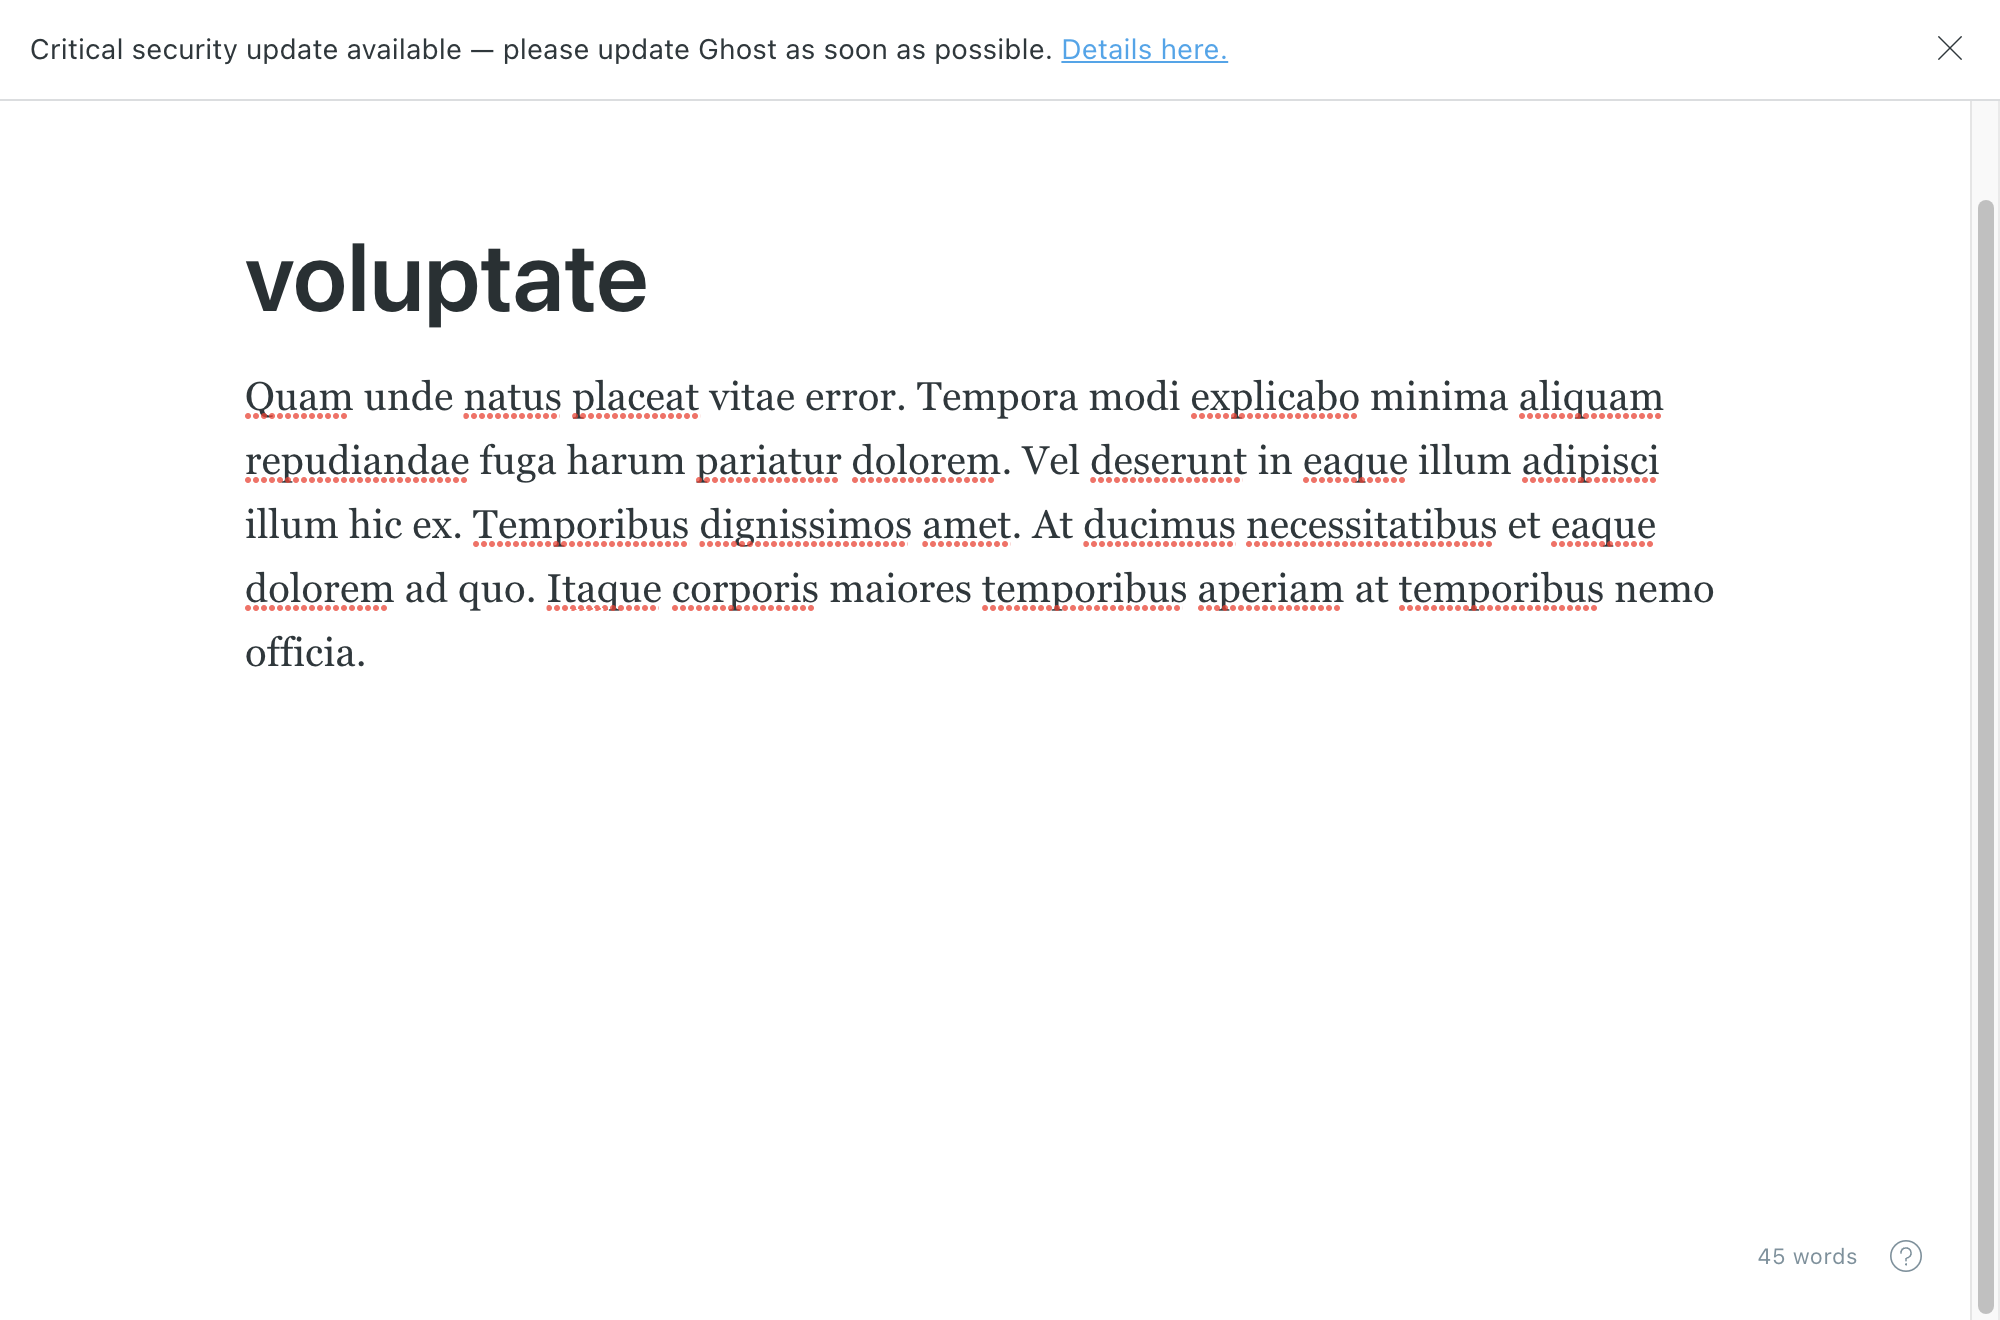 Critical security update available — please update Ghost as soon as possible. Details here.
voluptate
Quam unde natus placeat vitae error. Tempora modi explicabo minima aliquam
repudiandae fuga harum pariatur dolorem. Vel deserunt in eaque illum adipisci
illum hic ex. Temporibus dignissimos amet. At ducimus necessitatibus et eaque
dolorem ad quo. Itaque corporis maiores temporibus aperiam at temporibus nemo
officia.
45 words ?